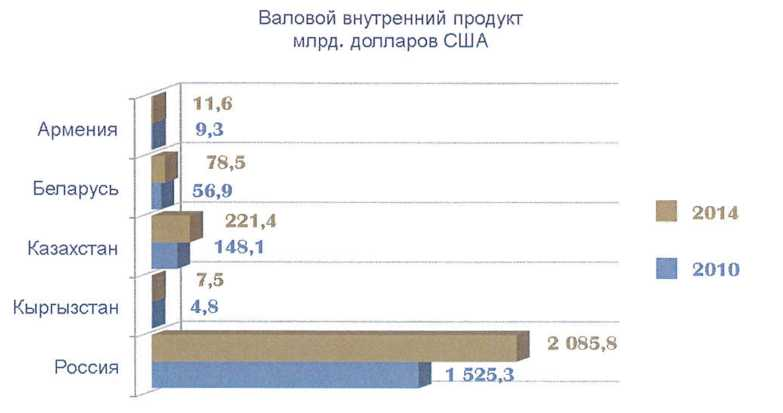 Валовой внутренний продукт
млрд. долларов США
Армения
11,6
9,3
Беларусь
78,5
56,9
Казахстан
221,4
148,1
Кыргызстан
7,5
4,8
Россия
2 085,8
1 525,3
2014
2010